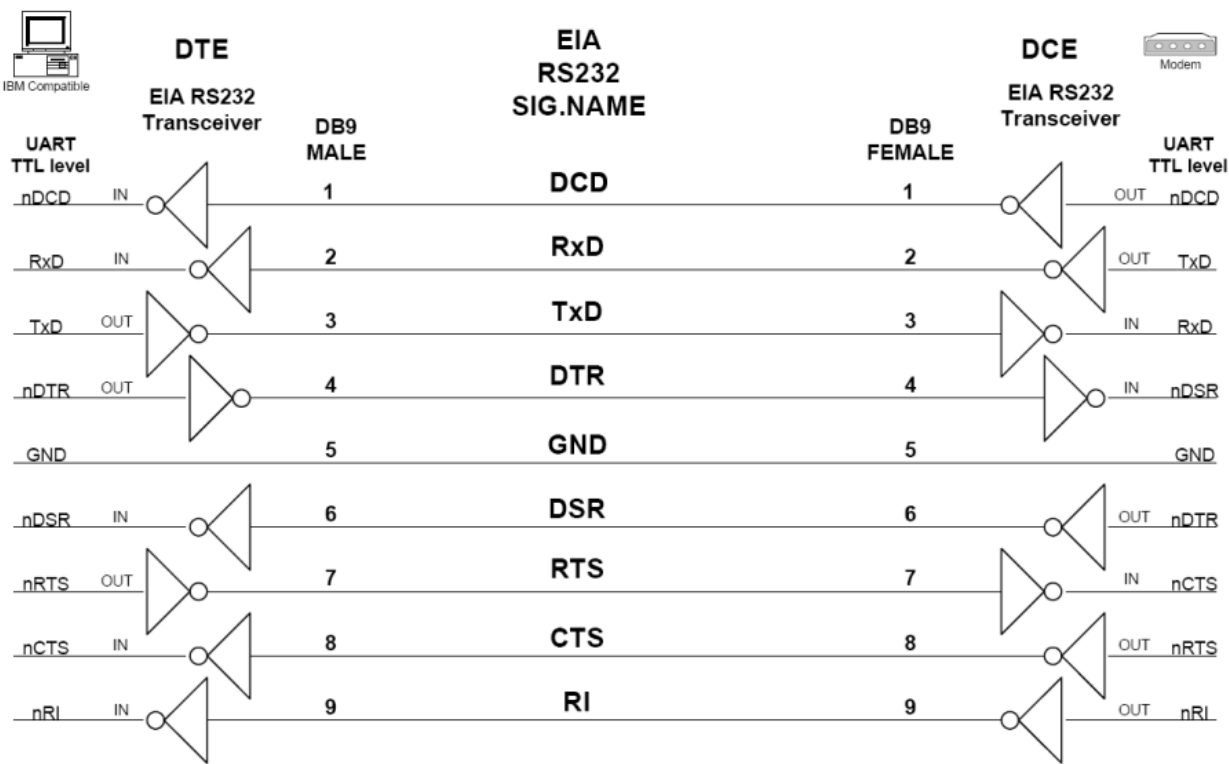 IBM Compatible
DTE
EIA RS232
Transceiver
EIA
RS232
SIG.NAME
DCE
EIA RS232
Transceiver
Modem
UART
TTL level
DB9
MALE
DB9
FEMALE
UART
TTL level
nDCD IN 1 DCD 1 OUT nDCD
RxD IN 2 RxD 2 OUT TxD
TxD OUT 3 TxD 3 IN RxD
nDTR OUT 4 DTR 4 IN nDSR
GND 5 GND 5 GND
nDSR IN 6 DSR 6 OUT nDTR
nRTS OUT 7 RTS 7 IN nCTS
nCTS IN 8 CTS 8 OUT nRTS
nRI IN 9 RI 9 OUT nRI